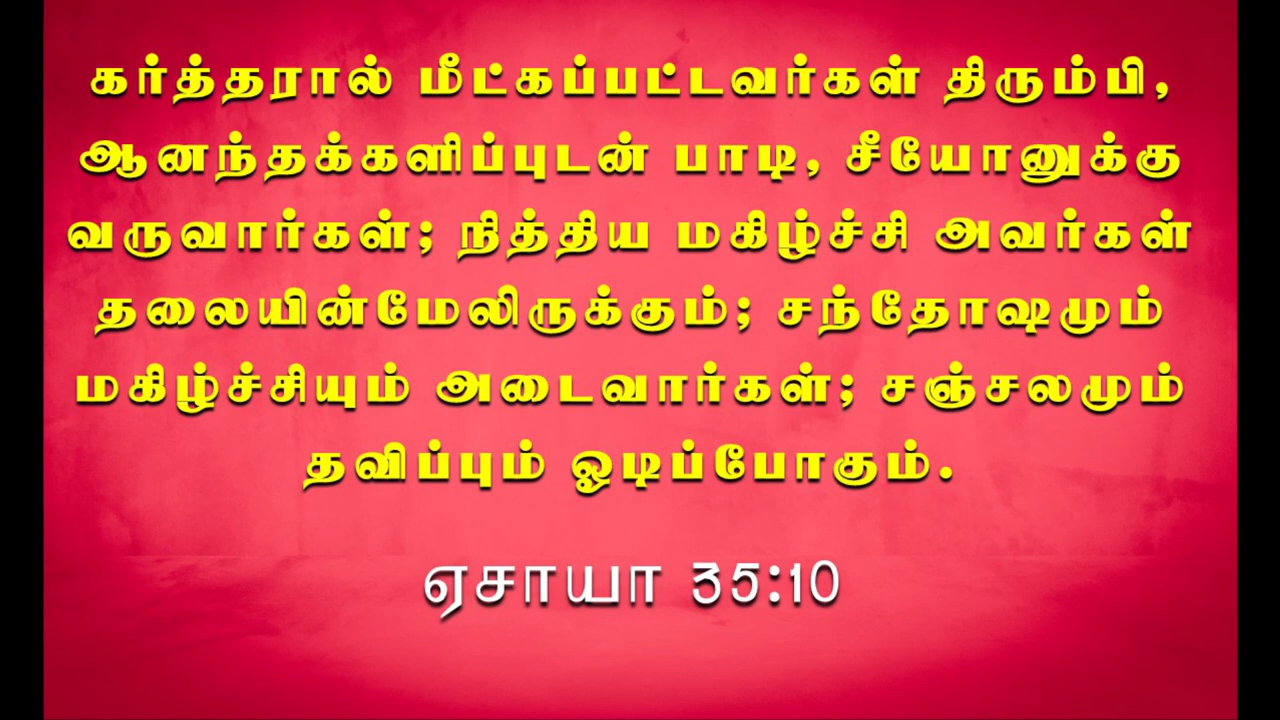 கர்த்தரால் மீட்கப்பட்டவர்கள் திரும்பி,
ஆனந்தக்களிப்புடன் பாடி, சீயோனுக்கு
வருவார்கள்; நித்திய மகிழ்ச்சி அவர்கள்
தலையின்மேலிருக்கும்; சந்தோஷமும்
மகிழ்ச்சியும் அடைவார்கள்; சஞ்சலமும்
தவிப்பும் ஓடிப்போகும்.
ஏசாயா 35:10